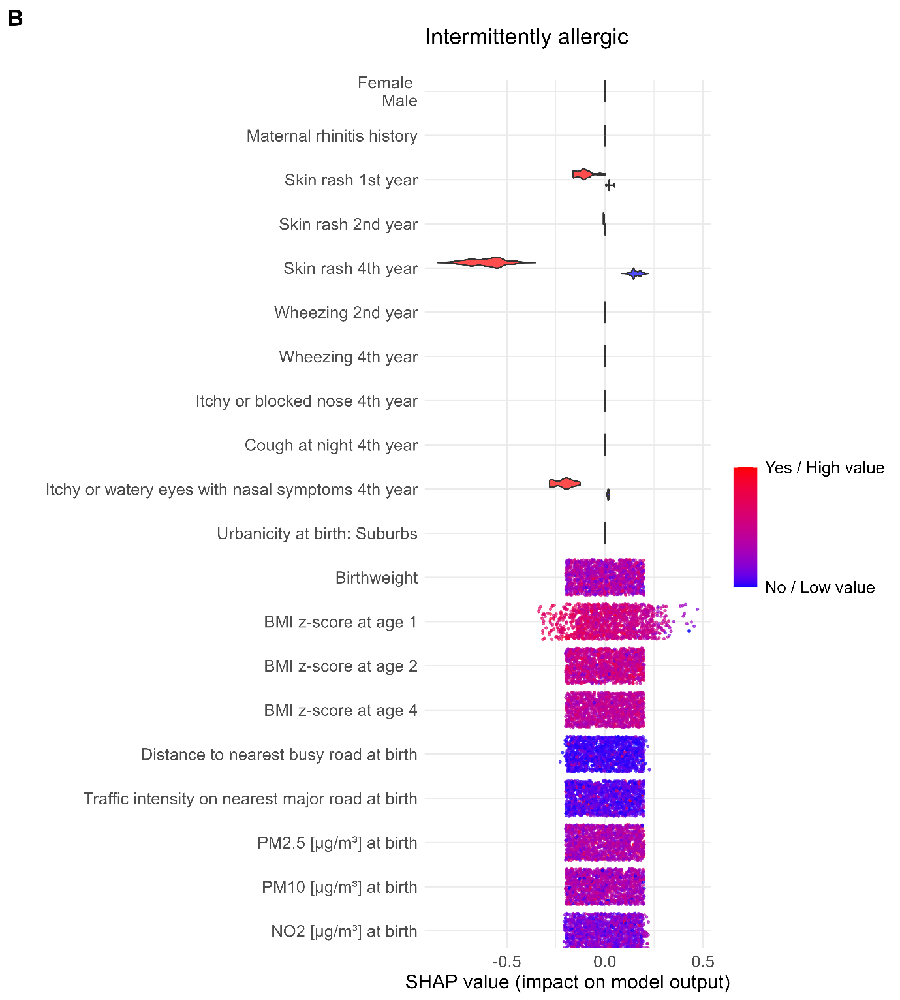 B
Intermittently allergic
Female
Male
Maternal rhinitis history
Skin rash 1st year
Skin rash 2nd year
Skin rash 4th year
Wheezing 2nd year
Wheezing 4th year
Itchy or blocked nose 4th year
Cough at night 4th year
Itchy or watery eyes with nasal symptoms 4th year
Urbanicity at birth: Suburbs
Birthweight
BMI z-score at age 1
BMI z-score at age 2
BMI z-score at age 4
Distance to nearest busy road at birth
Traffic intensity on nearest major road at birth
PM2.5 [µg/m³] at birth
PM10 [µg/m³] at birth
NO2 [µg/m³] at birth
-0.5 0.0 0.5
SHAP value (impact on model output)
Yes / High value
No / Low value